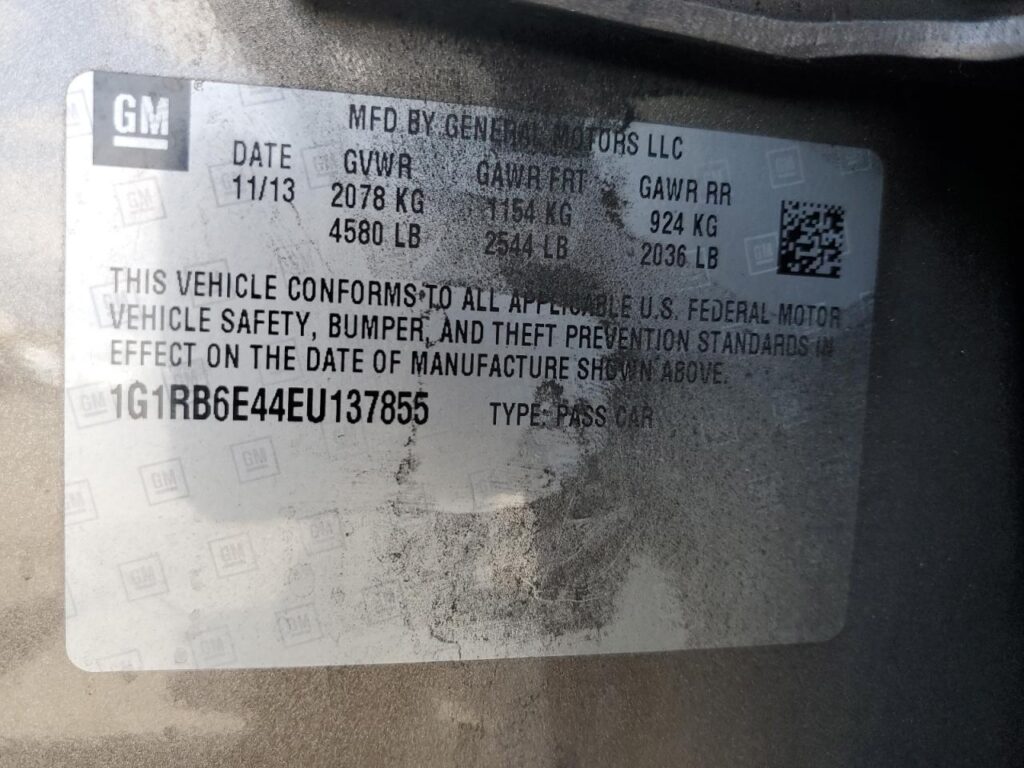 GM
MFD BY GENERAL MOTORS LLC
DATE GVWR GAWR FRT GAWR RR
11/13 2078 KG 1154 KG 924 KG
4580 LB 2544 LB 2036 LB
THIS VEHICLE CONFORMS TO ALL APPLICABLE U.S. FEDERAL MOTOR
VEHICLE SAFETY, BUMPER, AND THEFT PREVENTION STANDARDS IN
EFFECT ON THE DATE OF MANUFACTURE SHOWN ABOVE.
1G1RB6E44EU137855 TYPE: PASS CAR